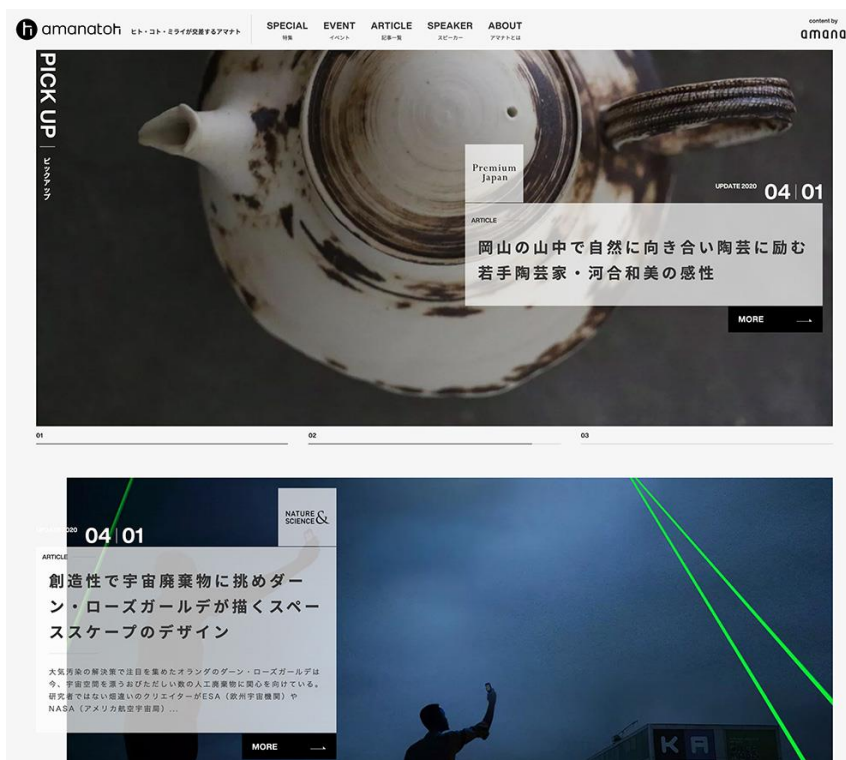 amanatoh ヒト・コト・ミライが交差するアマナト
SPECIAL EVENT ARTICLE SPEAKER ABOUT
特集 イベント 記事一覧 スピーカー アマナトとは
content by
amana
PICK UP
ピックアップ
Premium
Japan
UPDATE 2020 04 | 01
ARTICLE
岡山の山中で自然に向き合い陶芸に励む
若手陶芸家・河合和美の感性
MORE
01 02 03
NATURE &
SCIENCE
2020 04 | 01
ARTICLE
創造性で宇宙廃棄物に挑めダー
ン・ローズガールデが描くスペー
ススケープのデザイン
大気汚染の解決策で注目を集めたオランダのダーン・ローズガールデは
今、宇宙空間を漂うおびただしい数の人工廃棄物に関心を向けている。
研究者ではない畑違いのクリエイターがESA（欧州宇宙機関）や
NASA（アメリカ航空宇宙局）...
MORE
KA